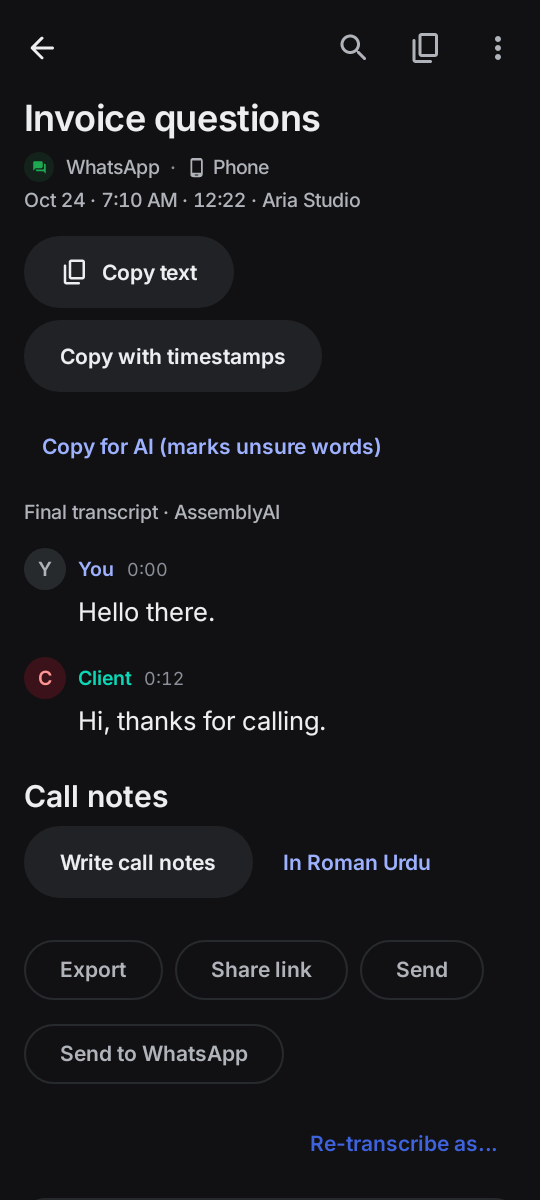 Invoice questions
WhatsApp · Phone
Oct 24 · 7:10 AM · 12:22 · Aria Studio
Copy text
Copy with timestamps
Copy for AI (marks unsure words)
Final transcript · AssemblyAI
Y You 0:00
Hello there.
C Client 0:12
Hi, thanks for calling.
Call notes
Write call notes In Roman Urdu
Export Share link Send
Send to WhatsApp
Re-transcribe as...